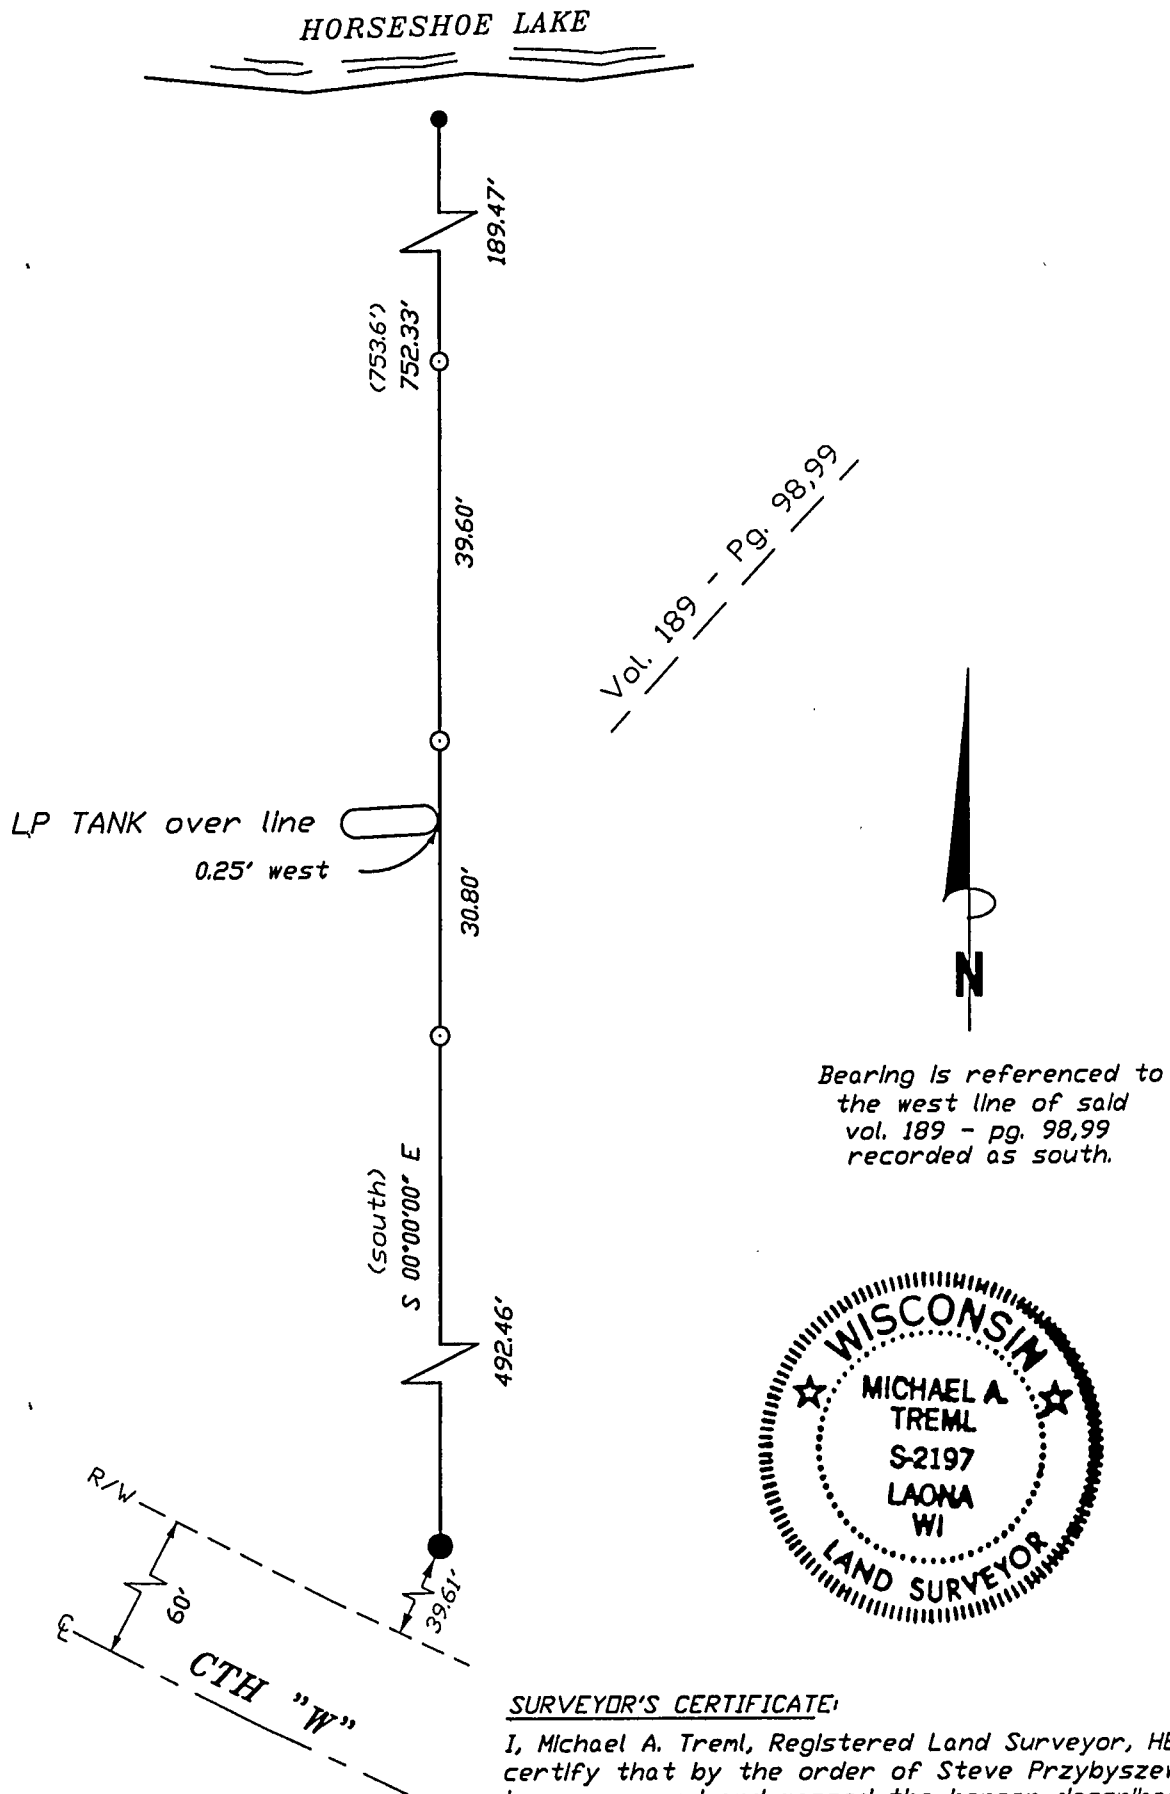 HORSESHOE LAKE
189.47'
(753.6')
752.33'
39.60'
Vol. 189 - Pg. 98,99
LP TANK over line
0.25' west
30.80'
N
Bearing is referenced to
the west line of said
vol. 189 - pg. 98,99
recorded as south.
(south)
S 00°00'00" E
492.46'
WISCONSIN
MICHAEL A.
TREML
S-2197
LAONA
WI
LAND SURVEYOR
R/W
39.61'
60'
℄
CTH "W"
SURVEYOR'S CERTIFICATE:
I, Michael A. Treml, Registered Land Surveyor,
certify that by the order of Steve